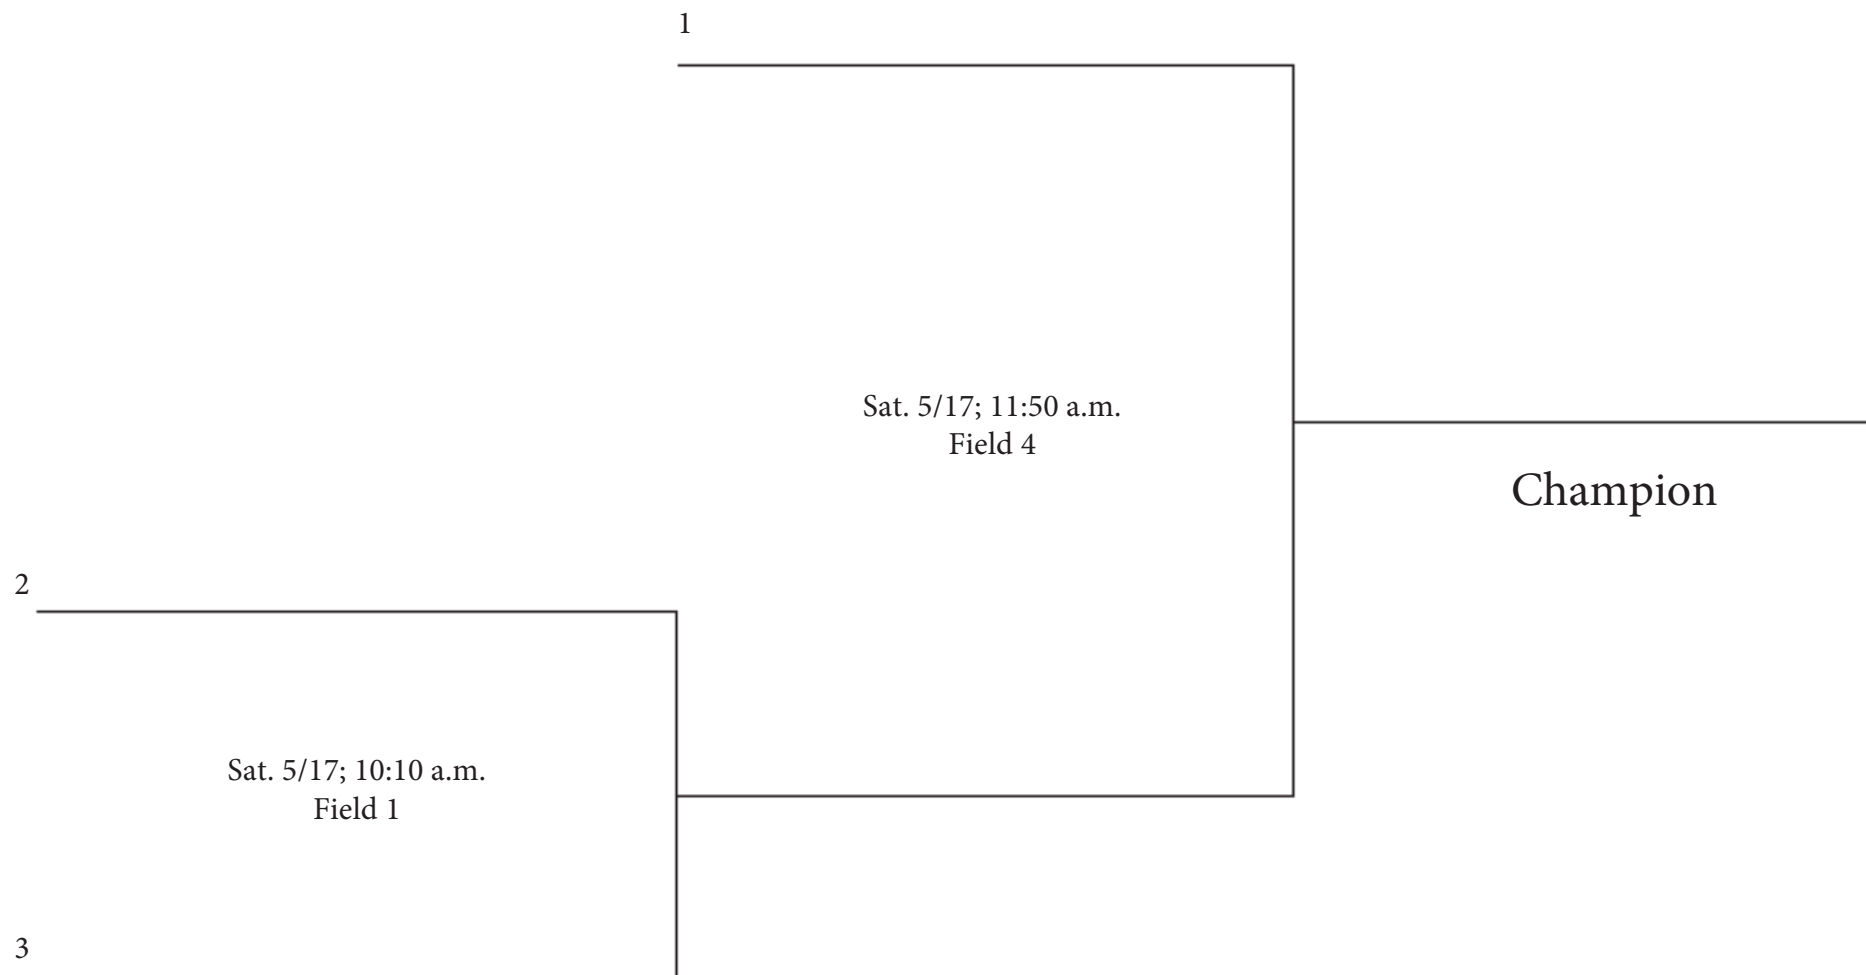 1
Sat. 5/17; 11:50 a.m.
Field 4
Champion
2
Sat. 5/17; 10:10 a.m.
Field 1
3